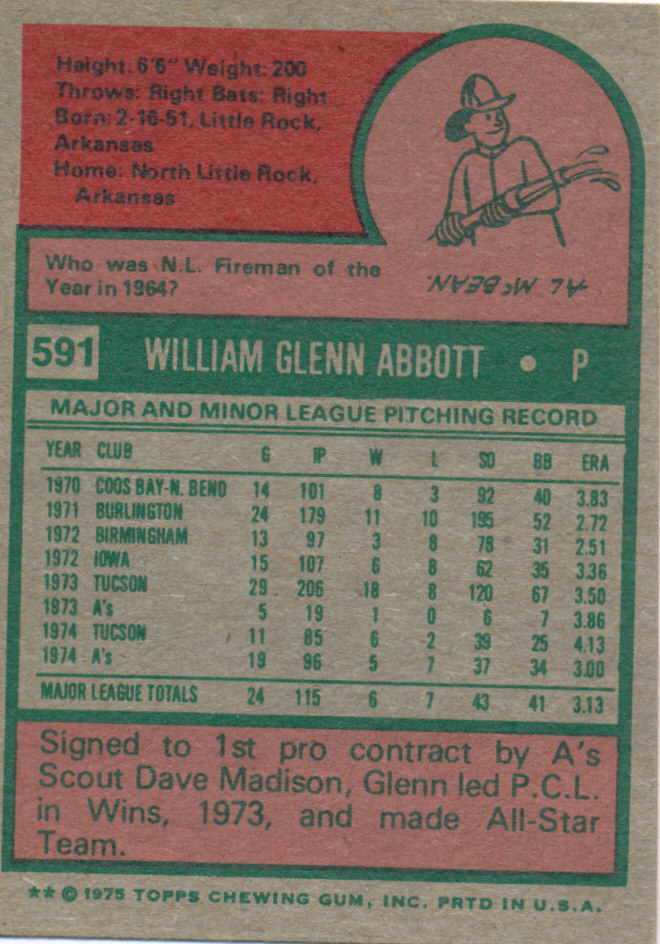 Height: 6'6" Weight: 200
Throws: Right Bats: Right
Born: 2-16-51, Little Rock,
Arkansas
Home: North Little Rock,
Arkansas
Who was N.L. Fireman of the
Year in 1964?
AL McBEAN.
591 WILLIAM GLENN ABBOTT • P
MAJOR AND MINOR LEAGUE PITCHING RECORD
YEAR CLUB G IP W L SO BB ERA
1970 COOS BAY-N. BEND 14 101 8 3 92 40 3.83
1971 BURLINGTON 24 179 11 10 195 52 2.72
1972 BIRMINGHAM 13 97 3 8 78 31 2.51
1972 IOWA 15 107 6 8 62 35 3.36
1973 TUCSON 29 206 18 8 120 67 3.50
1973 A's 5 19 1 0 6 7 3.86
1974 TUCSON 11 85 6 2 39 25 4.13
1974 A's 19 96 5 7 37 34 3.00
MAJOR LEAGUE TOTALS 24 115 6 7 43 41 3.13
Signed to 1st pro contract by A's
Scout Dave Madison, Glenn led P.C.L.
in Wins, 1973, and made All-Star
Team.
** © 1975 TOPPS CHEWING GUM, INC. PRTD IN U.S.A.